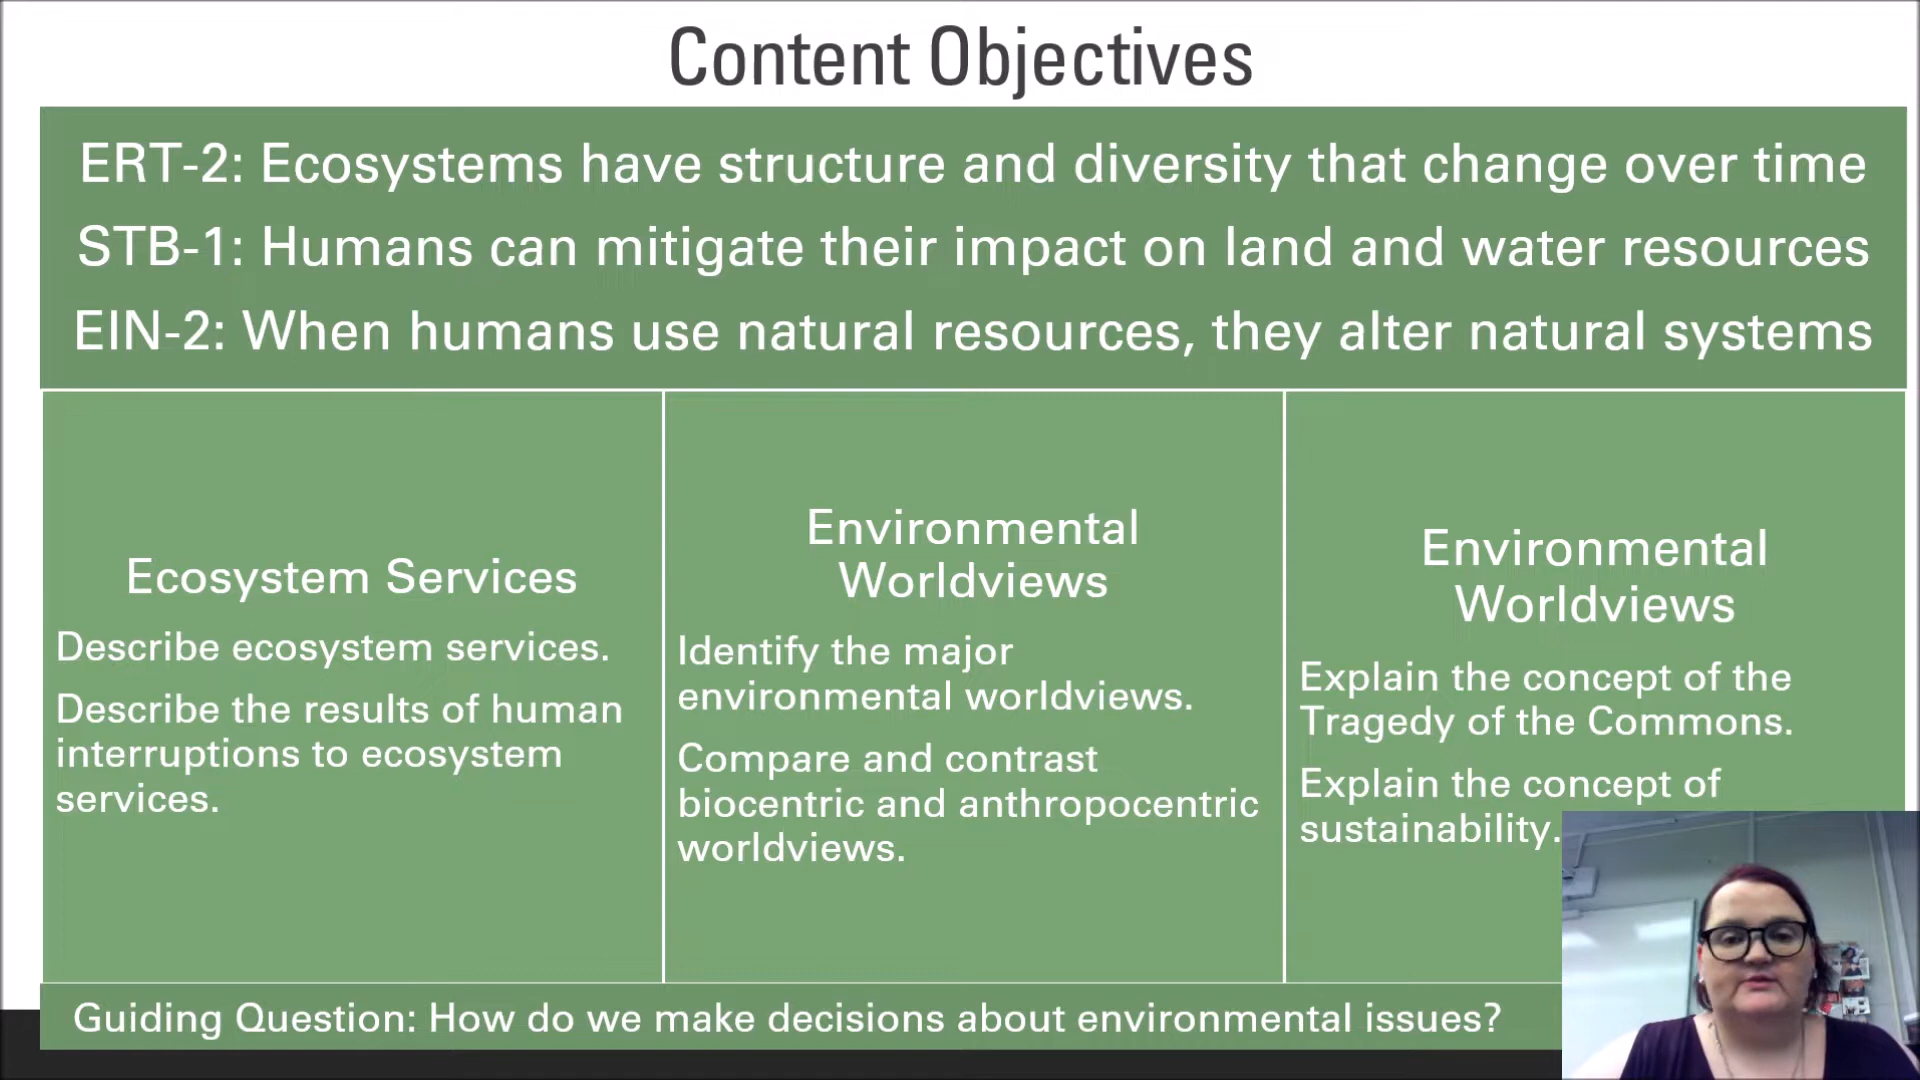 Content Objectives
ERT-2: Ecosystems have structure and diversity that change over time
STB-1: Humans can mitigate their impact on land and water resources
EIN-2: When humans use natural resources, they alter natural systems
Ecosystem Services
Describe ecosystem services.
Describe the results of human
interruptions to ecosystem
services.
Environmental
Worldviews
Identify the major
environmental worldviews.
Compare and contrast
biocentric and anthropocentric
worldviews.
Environmental
Worldviews
Explain the concept of the
Tragedy of the Commons.
Explain the concept of
sustainability.
Guiding Question: How do we make decisions about environmental issues?